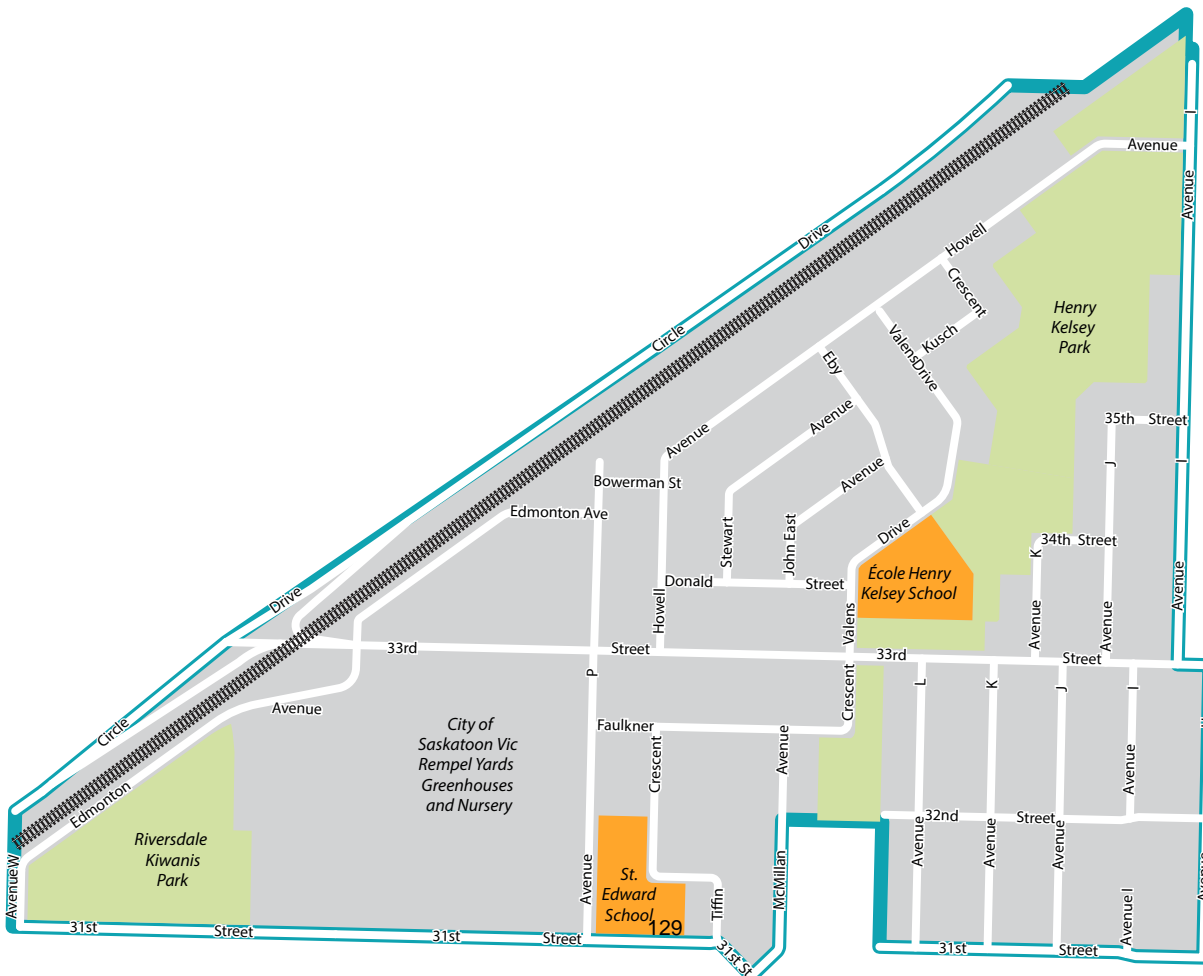 I
Avenue
Avenue
Drive
Howell
Crescent
Henry
Kelsey
Park
Circle
Kusch
Valens
Drive
Eby
Avenue
35th Street
Avenue
J
I
Avenue
Bowerman St
Edmonton Ave
Stewart
John East
Drive
34th Street
K
École Henry
Kelsey School
Donald Street
Avenue
Drive
Howell
Valens
Avenue
Avenue
33rd Street 33rd Street
P
L
K
J
I
Crescent
Avenue
Circle
City of
Saskatoon Vic
Rempel Yards
Greenhouses
and Nursery
Faulkner
Crescent
Avenue
Avenue
Edmonton
32nd Street
Riversdale
Kiwanis
Park
Avenue
Avenue
Avenue
Avenue W
Avenue
St.
Edward
School
129
Tiffin
McMillan
Avenue I
31st Street 31st Street
31st St
31st Street